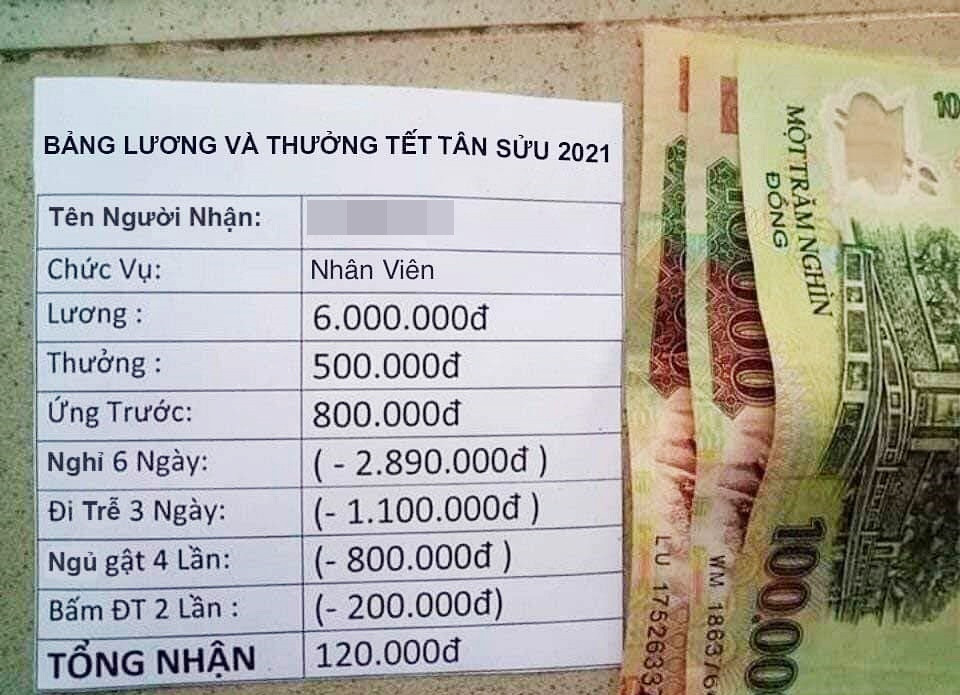 BẢNG LƯƠNG VÀ THƯỞNG TẾT TÂN SỬU 2021
Tên Người Nhận:
Chức Vụ: Nhân Viên
Lương : 6.000.000đ
Thưởng : 500.000đ
Ứng Trước: 800.000đ
Nghỉ 6 Ngày: ( - 2.890.000đ )
Đi Trễ 3 Ngày: (- 1.100.000đ )
Ngủ gật 4 Lần: (- 800.000đ )
Bấm ĐT 2 Lần : (- 200.000đ)
TỔNG NHẬN 120.000đ
10
MỘT TRĂM NGHÌN
ĐỒNG
100.00